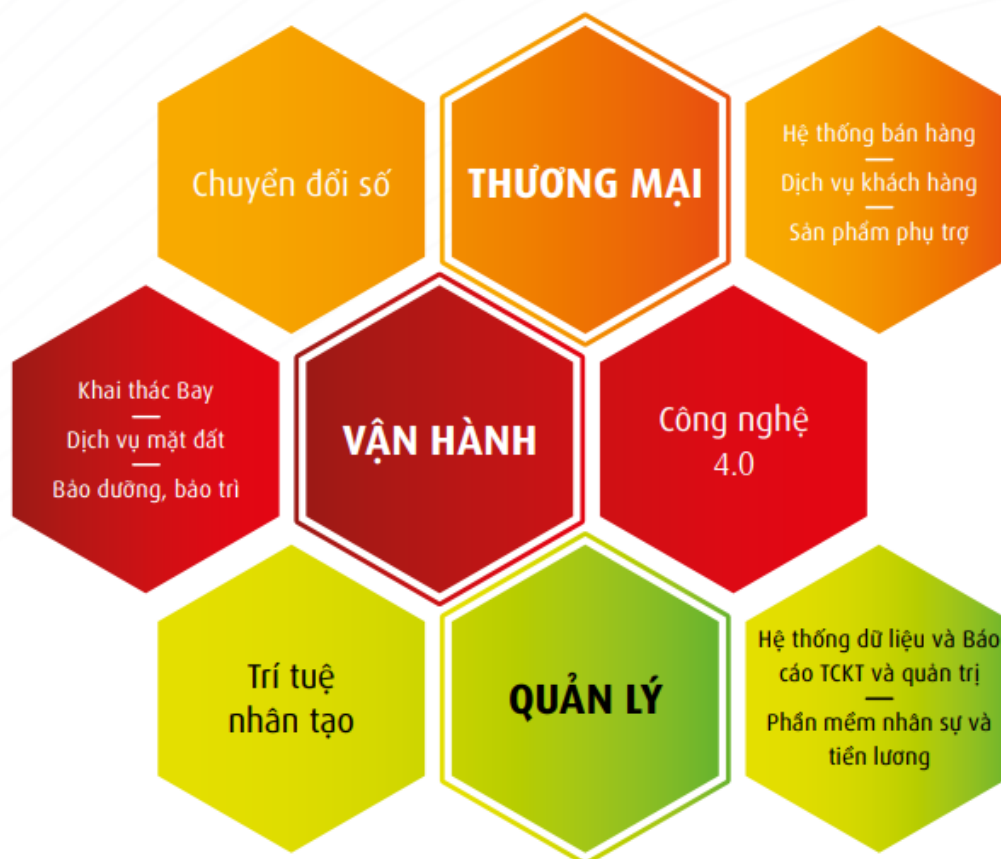 Chuyển đổi số
THƯƠNG MẠI
Hệ thống bán hàng
Dịch vụ khách hàng
Sản phẩm phụ trợ
Khai thác Bay
Dịch vụ mặt đất
Bảo dưỡng, bảo trì
VẬN HÀNH
Công nghệ
4.0
Trí tuệ
nhân tạo
QUẢN LÝ
Hệ thống dữ liệu và Báo
cáo TCKT và quản trị
Phần mềm nhân sự và
tiền lương